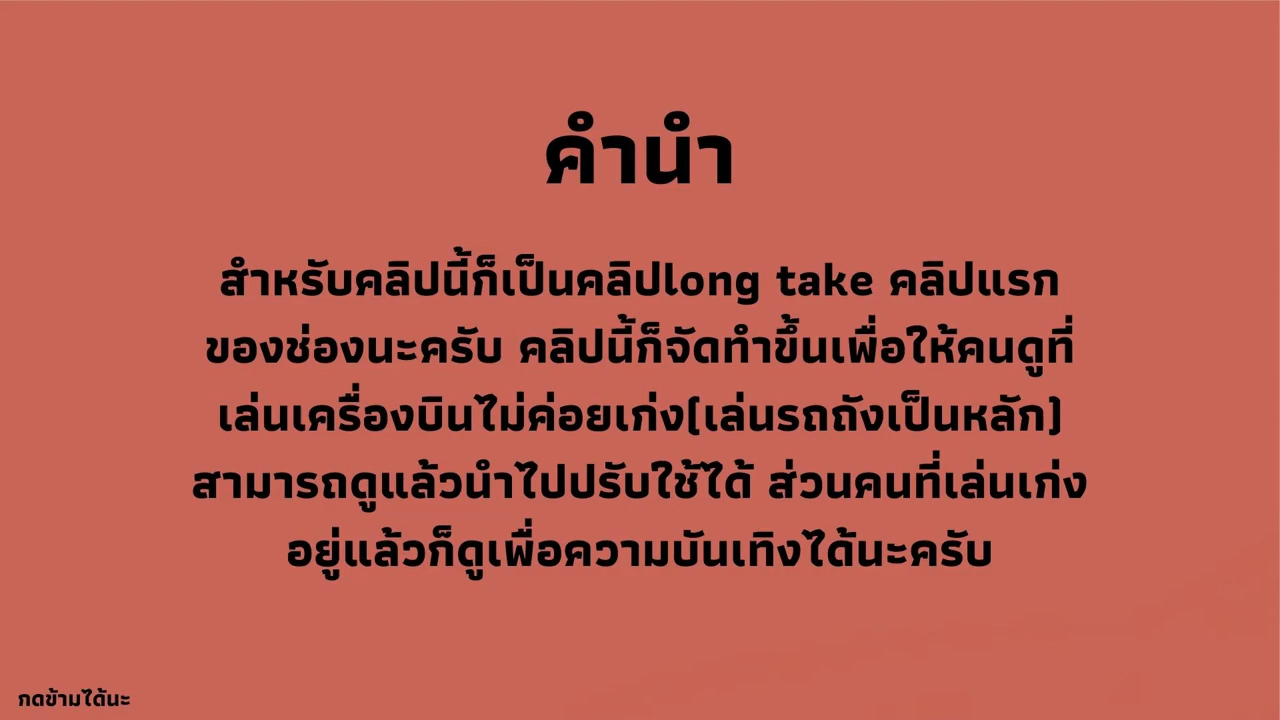 คำนำ
สำหรับคลิปนี้ก็เป็นคลิปlong take คลิปแรก
ของช่องนะครับ คลิปนี้ก็จัดทำขึ้นเพื่อให้คนดูที่
เล่นเครื่องบินไม่ค่อยเก่ง(เล่นรถถังเป็นหลัก)
สามารถดูแล้วนำไปปรับใช้ได้ ส่วนคนที่เล่นเก่ง
อยู่แล้วก็ดูเพื่อความบันเทิงได้นะครับ
กดข้ามได้นะ